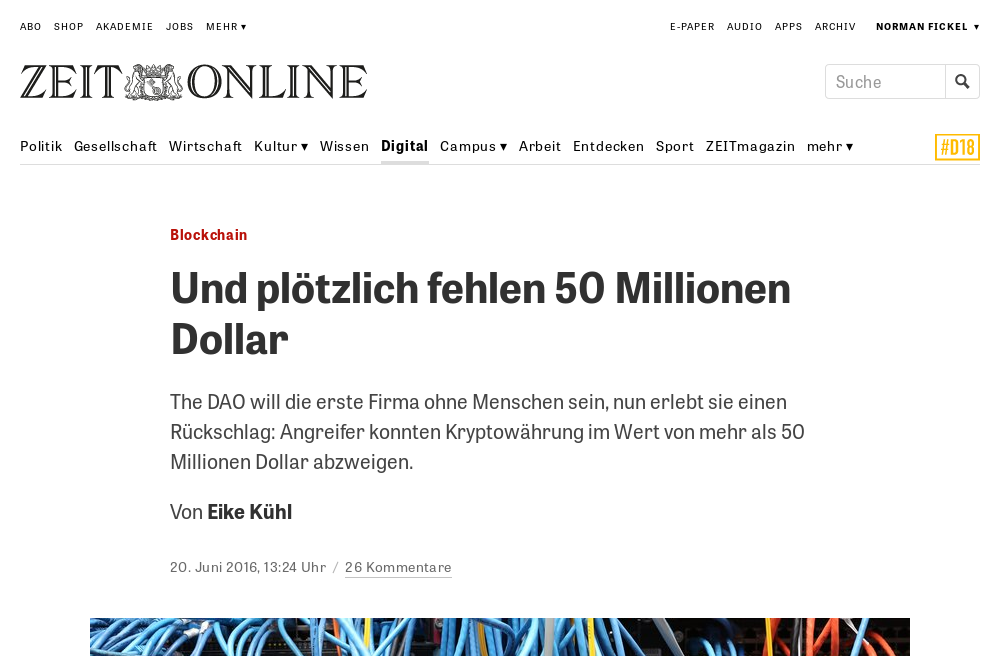 ABO SHOP AKADEMIE JOBS MEHR ▾ E-PAPER AUDIO APPS ARCHIV NORMAN FICKEL ▾
ZEIT ONLINE Suche
Politik Gesellschaft Wirtschaft Kultur ▾ Wissen Digital Campus ▾ Arbeit Entdecken Sport ZEITmagazin mehr ▾ #D18
Blockchain
Und plötzlich fehlen 50 Millionen
Dollar
The DAO will die erste Firma ohne Menschen sein, nun erlebt sie einen
Rückschlag: Angreifer konnten Kryptowährung im Wert von mehr als 50
Millionen Dollar abzweigen.
Von Eike Kühl
20. Juni 2016, 13:24 Uhr / 26 Kommentare